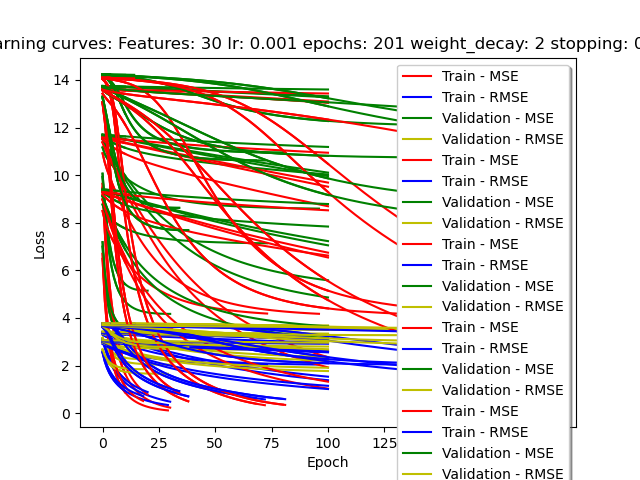 arning curves: Features: 30 lr: 0.001 epochs: 201 weight_decay: 2 stopping: 0
14
12
10
8
6
4
2
0
Loss
0 25 50 75 100 125
Epoch
Train - MSE
Train - RMSE
Validation - MSE
Validation - RMSE
Train - MSE
Train - RMSE
Validation - MSE
Validation - RMSE
Train - MSE
Train - RMSE
Validation - MSE
Validation - RMSE
Train - MSE
Train - RMSE
Validation - MSE
Validation - RMSE
Train - MSE
Train - RMSE
Validation - MSE
Validation - RMSE